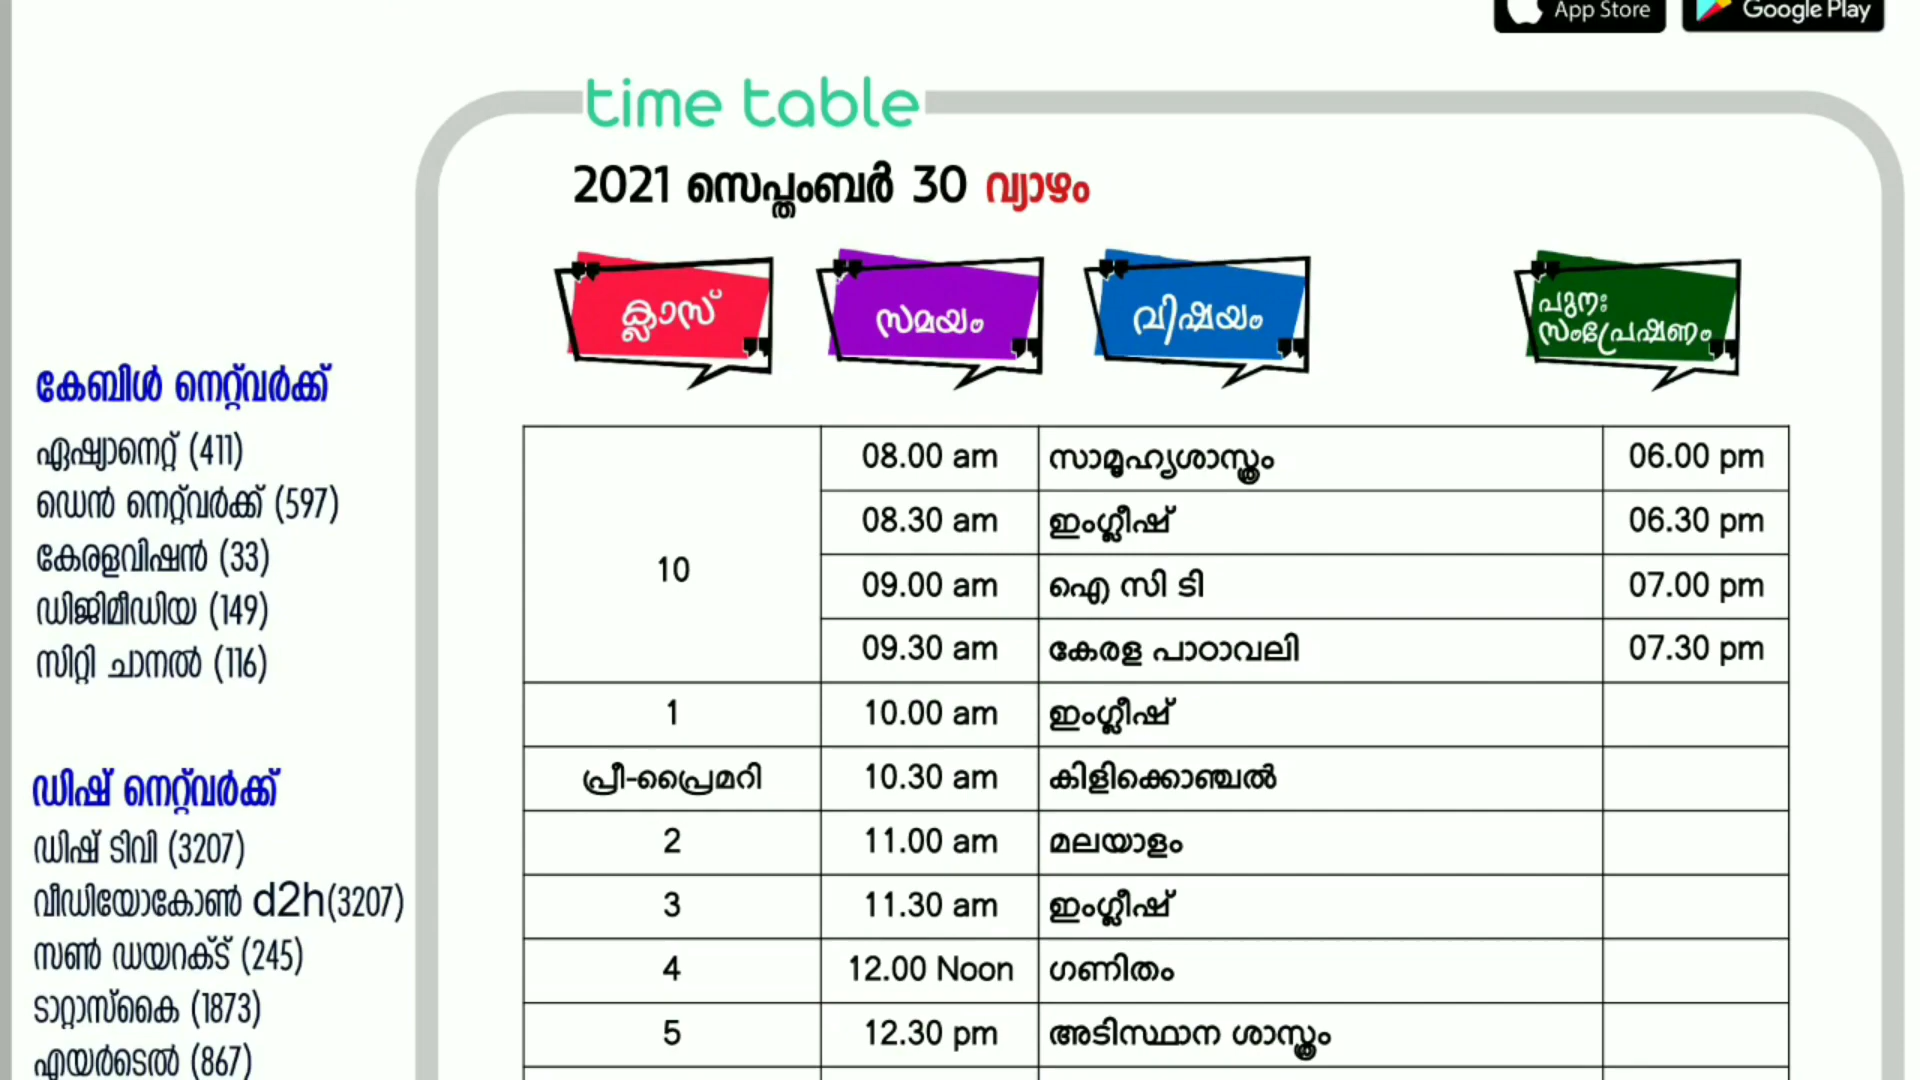 App Store
Google Play
time table
2021 സെപ്തംബർ 30 വ്യാഴം
ക്ലാസ്
സമയം
വിഷയം
പുനഃ
സംപ്രേഷണം
കേബിൾ നെറ്റ്‌വർക്ക്
ഏഷ്യാനെറ്റ് (411)
ഡെൻ നെറ്റ്‌വർക്ക് (597)
കേരളവിഷൻ (33)
ഡിജിമീഡിയ (149)
സിറ്റി ചാനൽ (116)
ഡിഷ് നെറ്റ്‌വർക്ക്
ഡിഷ് ടിവി (3207)
വീഡിയോകോൺ d2h(3207)
സൺ ഡയറക്ട് (245)
ടാറ്റാസ്കൈ (1873)
എയർടെൽ (867)
10
08.00 am സാമൂഹ്യശാസ്ത്രം 06.00 pm
08.30 am ഇംഗ്ലീഷ് 06.30 pm
09.00 am ഐ സി ടി 07.00 pm
09.30 am കേരള പാഠാവലി 07.30 pm
1 10.00 am ഇംഗ്ലീഷ്
പ്രീ-പ്രൈമറി 10.30 am കിളിക്കൊഞ്ചൽ
2 11.00 am മലയാളം
3 11.30 am ഇംഗ്ലീഷ്
4 12.00 Noon ഗണിതം
5 12.30 pm അടിസ്ഥാന ശാസ്ത്രം